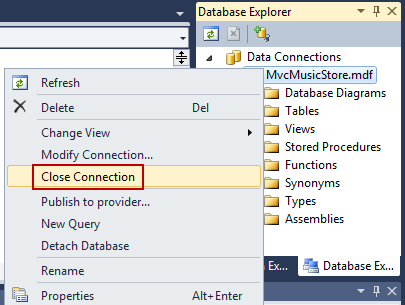 Database Explorer
Data Connections
MvcMusicStore.mdf
Database Diagrams
Tables
Views
Stored Procedures
Functions
Synonyms
Types
Assemblies
Refresh
Delete Del
Change View
Modify Connection...
Close Connection
Publish to provider...
New Query
Detach Database
Rename
Properties Alt+Enter
Ex...
Database Ex...